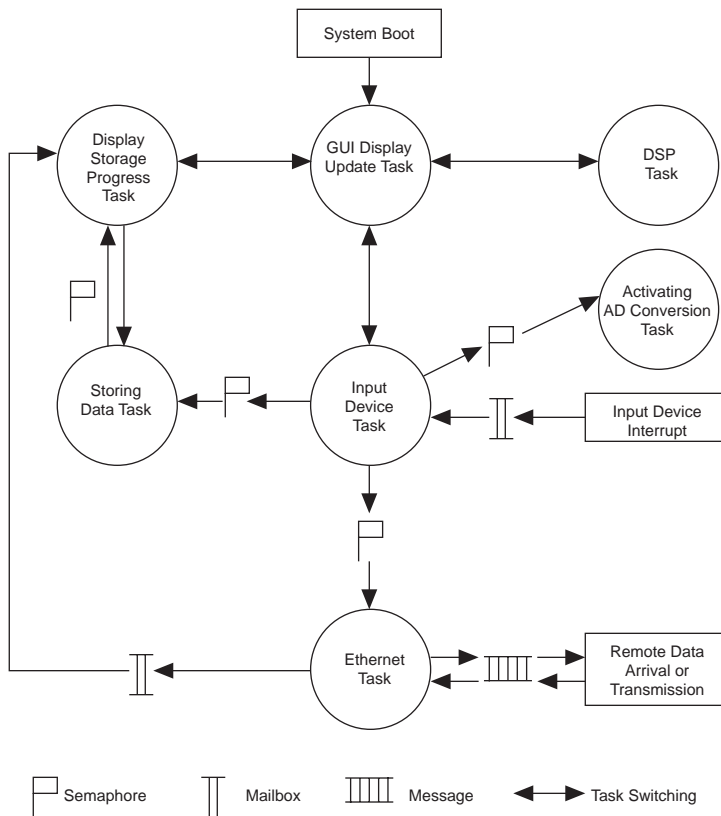 System Boot
Display
Storage
Progress
Task
GUI Display
Update Task
DSP
Task
Activating
AD Conversion
Task
Storing
Data Task
Input
Device
Task
Input Device
Interrupt
Ethernet
Task
Remote Data
Arrival or
Transmission
Semaphore
Mailbox
Message
Task Switching